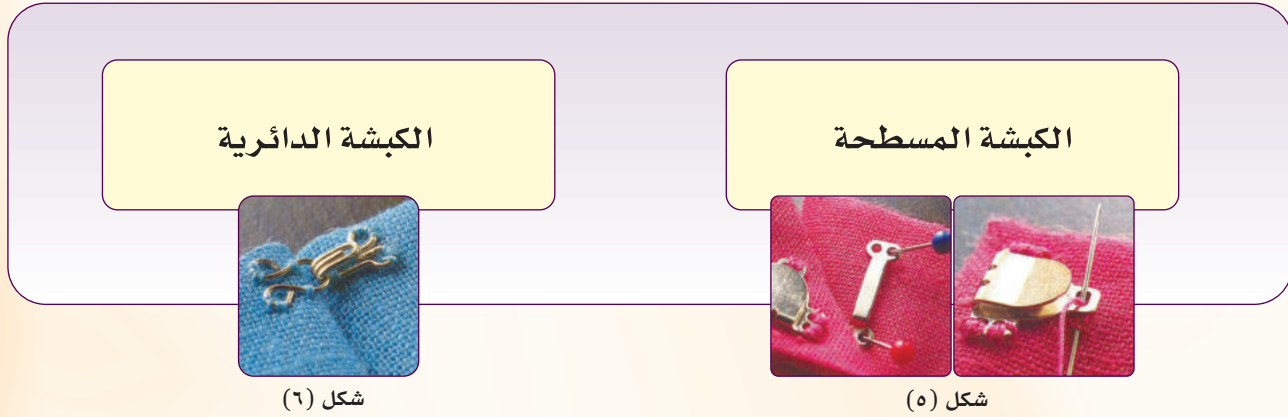 الكبشة المسطحة
شكل (٥)
الكبشة الدائرية
شكل (٦)